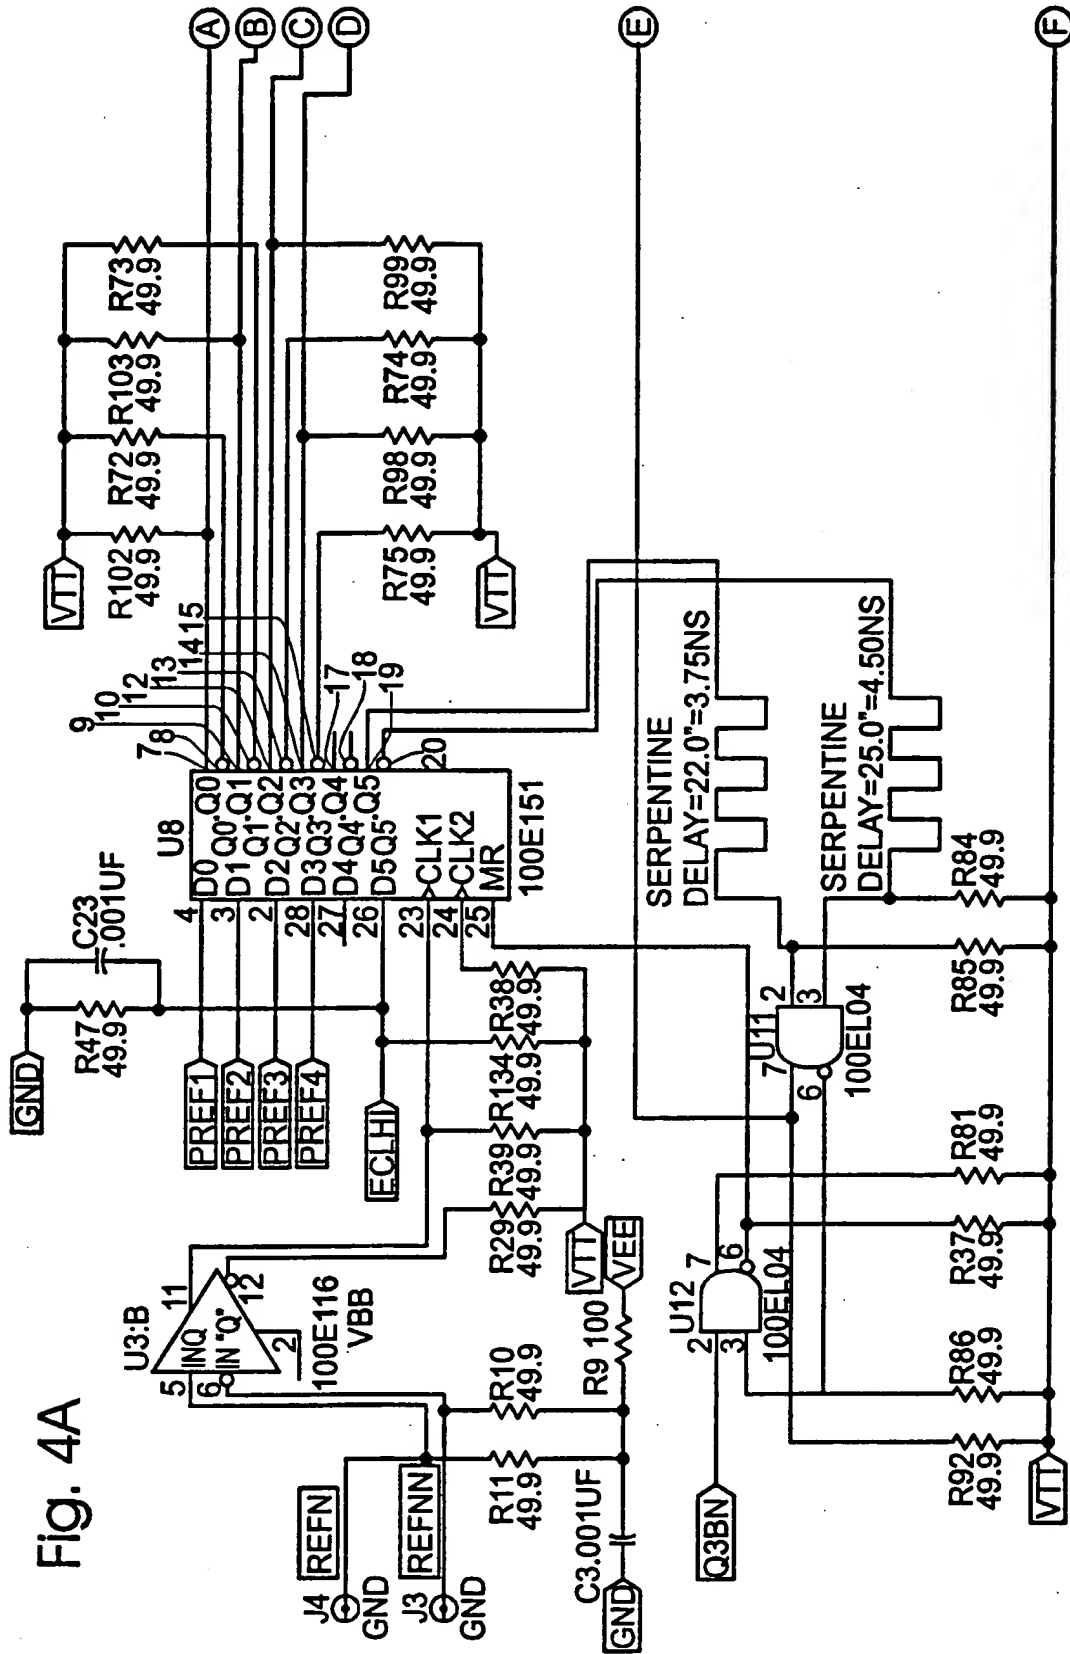 Fig. 4A
J4
REFN
GND
J3
REFNN
GND
U3:B
5
6
INQ
IN "Q"
11
12
2
100E116
VBB
R11
49.9
R10
49.9
C3.001UF
GND
R9 100
VEE
VTT
R29
49.9
R39
49.9
R134
49.9
R38
49.9
GND
R47
49.9
C23
.001UF
PREF1
PREF2
PREF3
PREF4
ECLHI
U8
4
3
2
28
27
26
23
24
25
D0
D1
D2
D3
D4
D5
CLK1
CLK2
MR
Q0
Q0'
Q1
Q1'
Q2
Q2'
Q3
Q3'
Q4
Q4'
Q5
Q5'
100E151
7
8
9
10
12
13
14
15
17
18
19
20
VTT
R102
49.9
R72
49.9
R103
49.9
R73
49.9
R75
49.9
R98
49.9
R74
49.9
R99
49.9
VTT
A
B
C
D
E
F
SERPENTINE
DELAY=22.0"=3.75NS
SERPENTINE
DELAY=25.0"=4.50NS
Q3BN
U12
2
3
7
6
100EL04
U11
2
3
7
6
100EL04
VTT
R92
49.9
R86
49.9
R37
49.9
R81
49.9
R85
49.9
R84
49.9